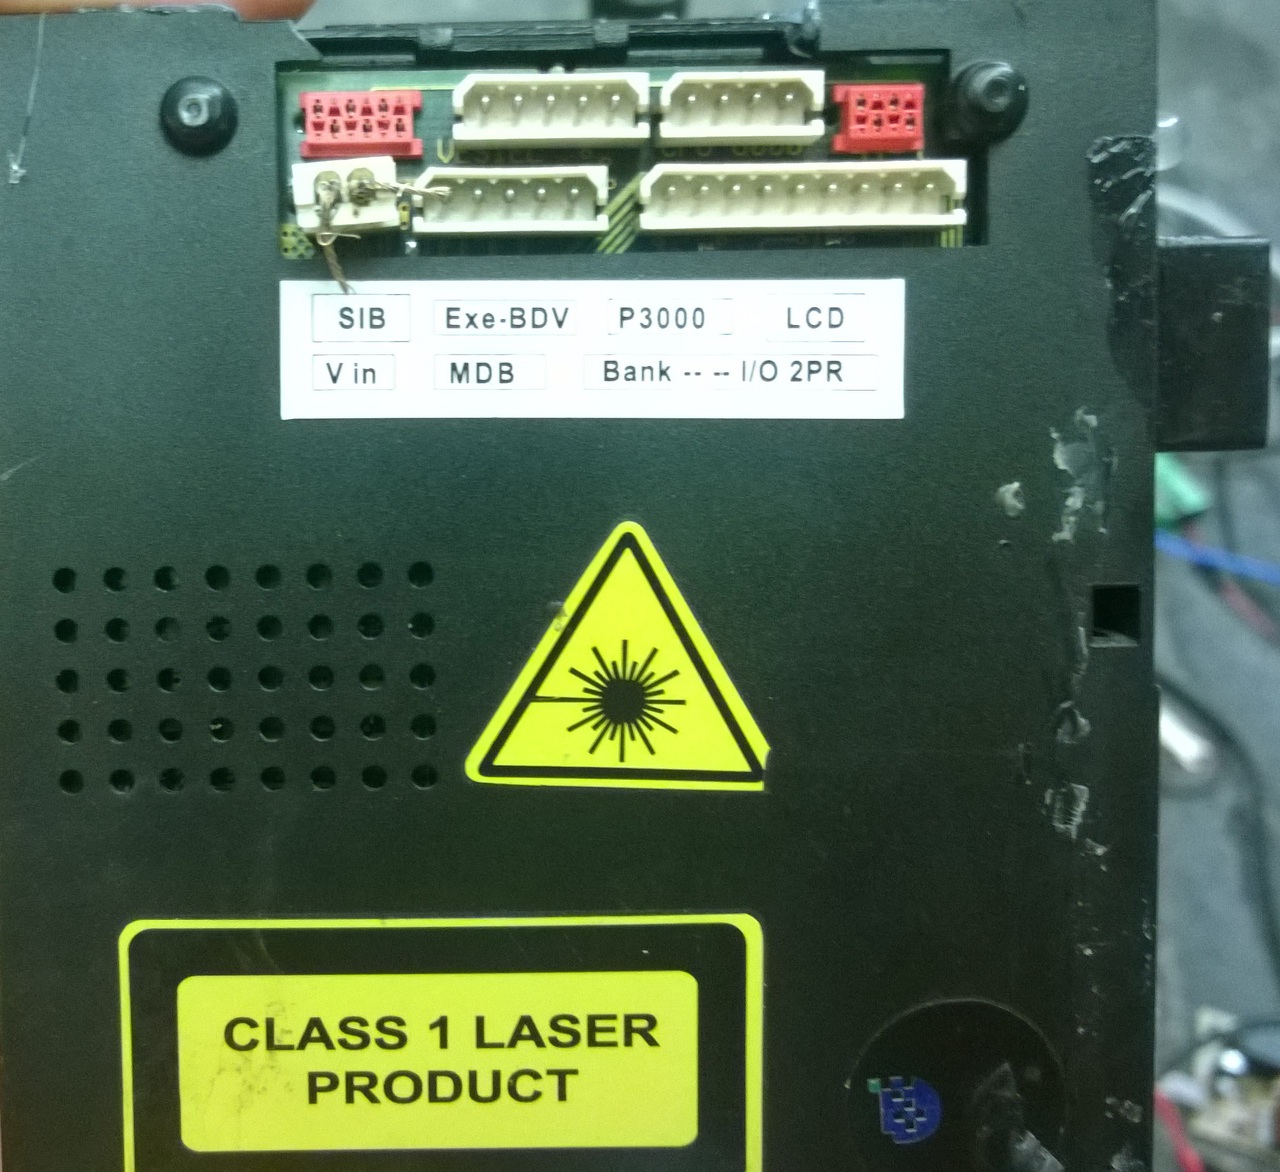 SIB Exe-BDV P3000 LCD
V in MDB Bank -- -- I/O 2PR
CLASS 1 LASER
PRODUCT